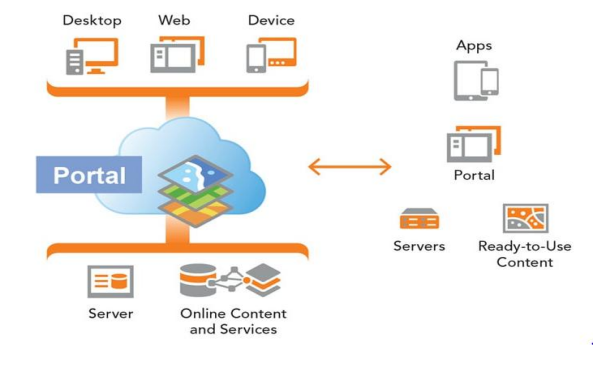 Desktop
Web
Device
Apps
Portal
Portal
Servers
Ready-to-Use
Content
Server
Online Content
and Services